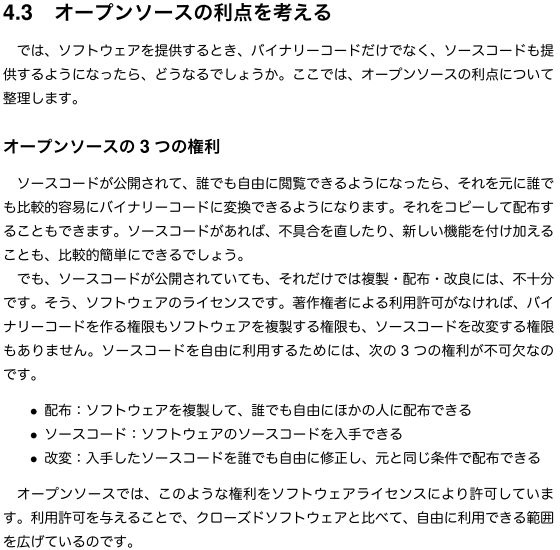 4.3　オープンソースの利点を考える
では、ソフトウェアを提供するとき、バイナリーコードだけでなく、ソースコードも提
供するようになったら、どうなるでしょうか。ここでは、オープンソースの利点について
整理します。
オープンソースの 3 つの権利
ソースコードが公開されて、誰でも自由に閲覧できるようになったら、それを元に誰で
も比較的容易にバイナリーコードに変換できるようになります。それをコピーして配布す
ることもできます。ソースコードがあれば、不具合を直したり、新しい機能を付け加える
ことも、比較的簡単にできるでしょう。
でも、ソースコードが公開されていても、それだけでは複製・配布・改良には、不十分
です。そう、ソフトウェアのライセンスです。著作権者による利用許可がなければ、バイ
ナリーコードを作る権限もソフトウェアを複製する権限も、ソースコードを改変する権限
もありません。ソースコードを自由に利用するためには、次の 3 つの権利が不可欠なの
です。
● 配布：ソフトウェアを複製して、誰でも自由にほかの人に配布できる
● ソースコード：ソフトウェアのソースコードを入手できる
● 改変：入手したソースコードを誰でも自由に修正し、元と同じ条件で配布できる
オープンソースでは、このような権利をソフトウェアライセンスにより許可していま
す。利用許可を与えることで、クローズドソフトウェアと比べて、自由に利用できる範囲
を広げているのです。